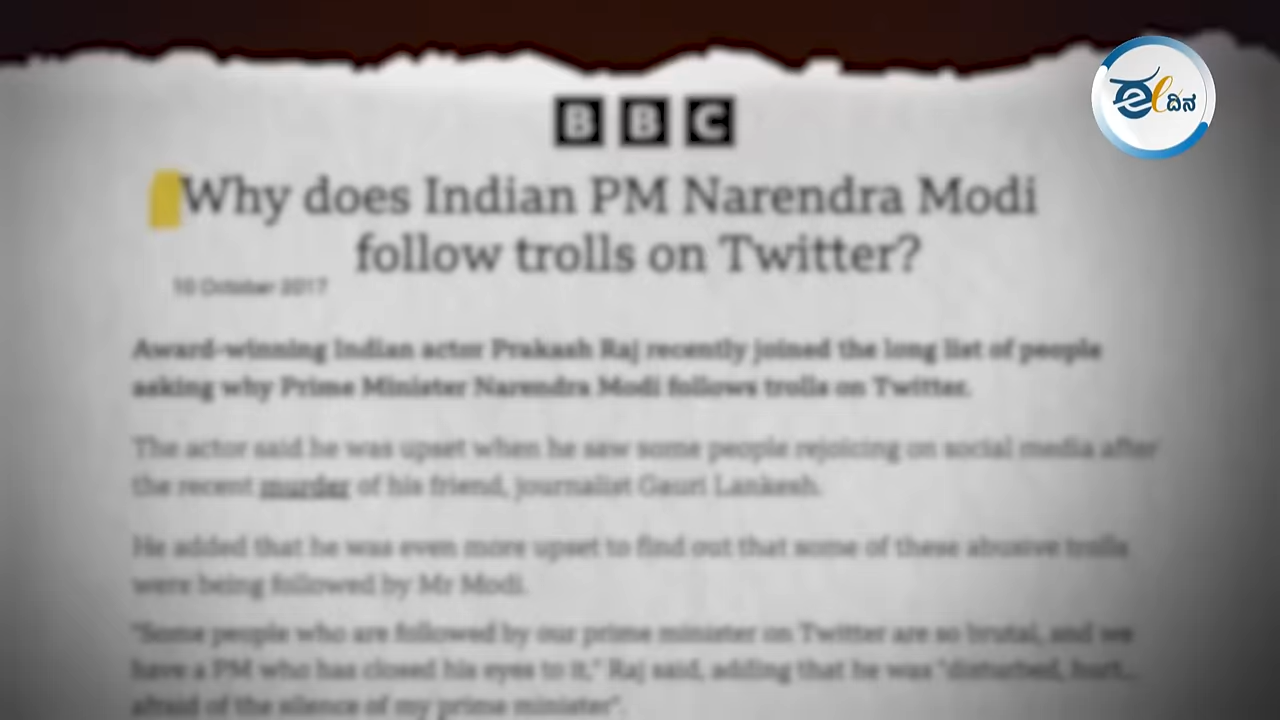 ಈ ದಿನ
BBC
Why does Indian PM Narendra Modi
follow trolls on Twitter?
10 October 2017
Award-winning Indian actor Prakash Raj recently joined the long list of people
asking why Prime Minister Narendra Modi follows trolls on Twitter.
The actor said he was upset when he saw some people rejoicing on social media after
the recent murder of his friend, journalist Gauri Lankesh.
He added that he was even more upset to find out that some of these abusive trolls
were being followed by Mr Modi.
"Some people who are followed by our prime minister on Twitter are so brutal, and we
have a PM who has closed his eyes to it," Raj said, adding that he was "disturbed, hurt...
afraid of the silence of my prime minister".